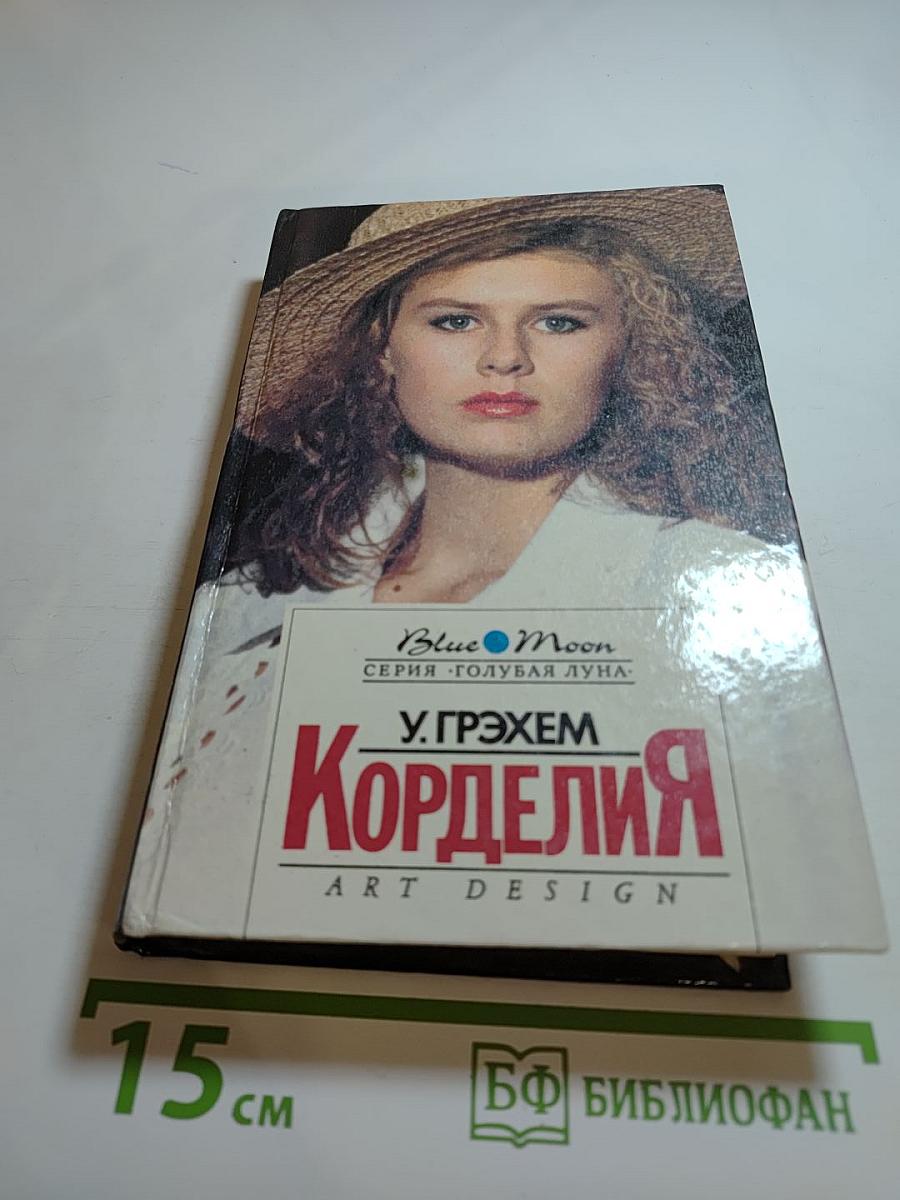 Blue Moon
СЕРИЯ ·ГОЛУБАЯ ЛУНА·
У. ГРЭХЕМ
КОРДЕЛИЯ
ART DESIGN
15 см
БФ БИБЛИОФАН